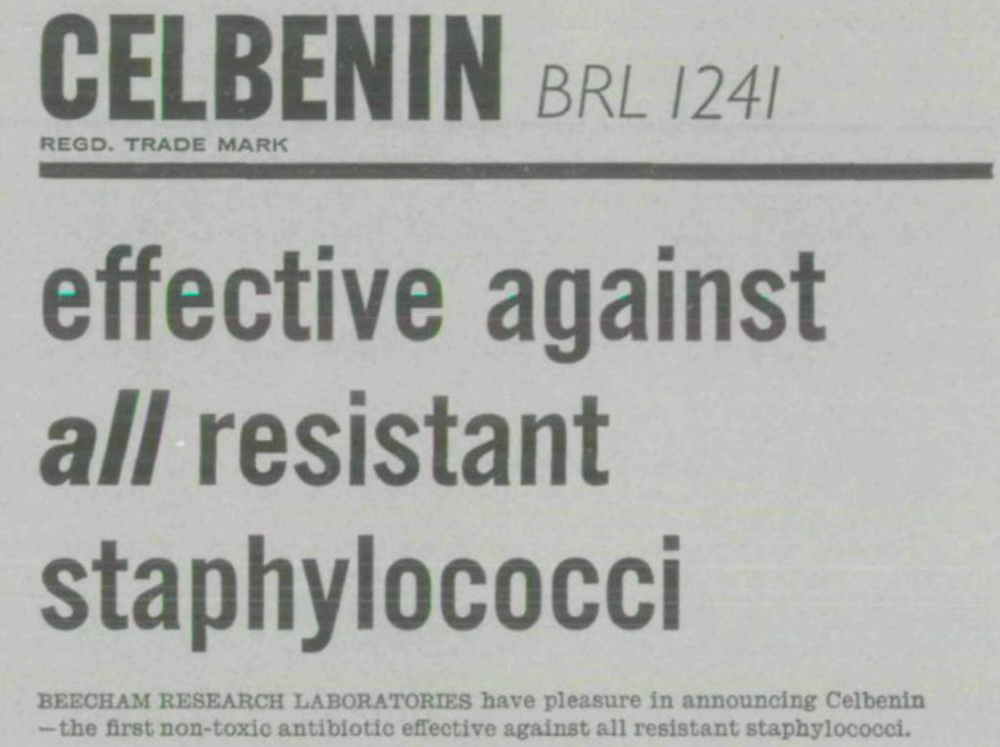 CELBENIN BRL 1241
REGD. TRADE MARK
effective against
all resistant
staphylococci
BEECHAM RESEARCH LABORATORIES have pleasure in announcing Celbenin
—the first non-toxic antibiotic effective against all resistant staphylococci.